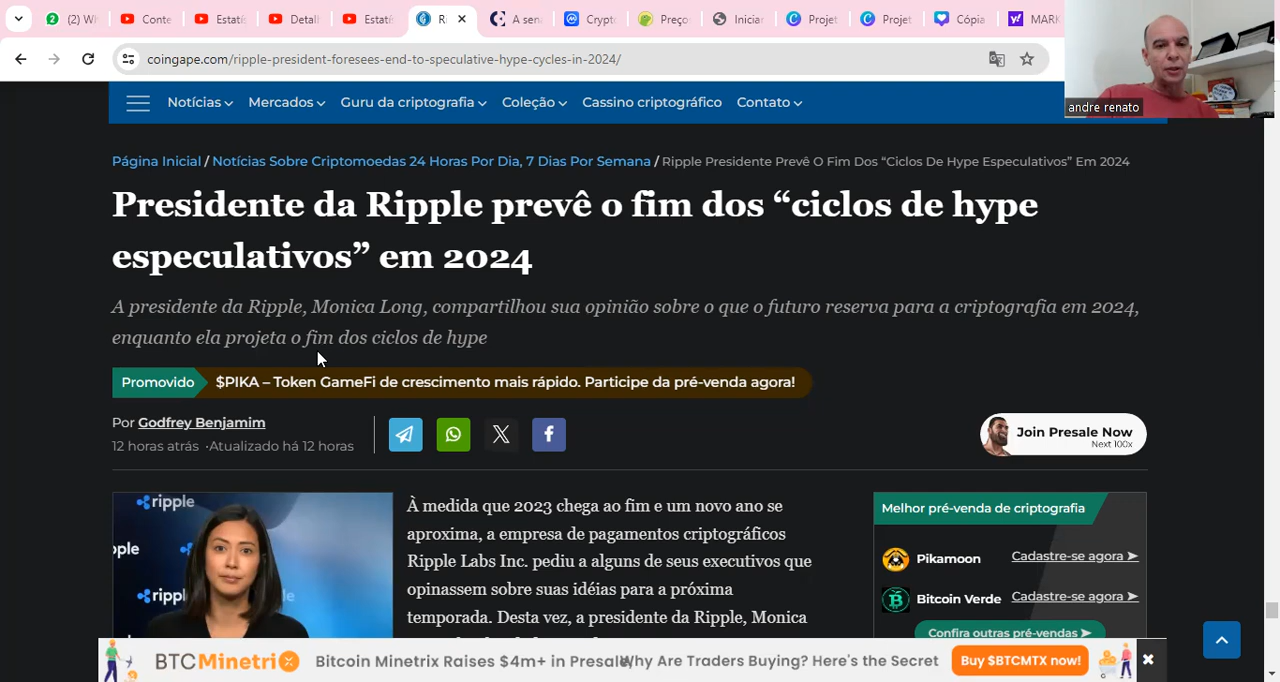 (2) Wh
Conte
Estatí
Detall
Estatí
Ri
A sen
Crypt
Preço
Iniciar
Projet
Projet
Cópia
MARK
coingape.com/ripple-president-foresees-end-to-speculative-hype-cycles-in-2024/
andre renato
Notícias Mercados Guru da criptografia Coleção Cassino criptográfico Contato
Página Inicial / Notícias Sobre Criptomoedas 24 Horas Por Dia, 7 Dias Por Semana / Ripple Presidente Prevê O Fim Dos “Ciclos De Hype Especulativos” Em 2024
Presidente da Ripple prevê o fim dos “ciclos de hype
especulativos” em 2024
A presidente da Ripple, Monica Long, compartilhou sua opinião sobre o que o futuro reserva para a criptografia em 2024,
enquanto ela projeta o fim dos ciclos de hype
Promovido $PIKA – Token GameFi de crescimento mais rápido. Participe da pré-venda agora!
Por Godfrey Benjamim
12 horas atrás · Atualizado há 12 horas
Join Presale Now
Next 100x
ripple
pple
ripple
À medida que 2023 chega ao fim e um novo ano se
aproxima, a empresa de pagamentos criptográficos
Ripple Labs Inc. pediu a alguns de seus executivos que
opinassem sobre suas idéias para a próxima
temporada. Desta vez, a presidente da Ripple, Monica
Melhor pré-venda de criptografia
Pikamoon Cadastre-se agora ➤
Bitcoin Verde Cadastre-se agora ➤
Confira outras pré-vendas ➤
BTCMinetrix Bitcoin Minetrix Raises $4m+ in Presale Why Are Traders Buying? Here's the Secret Buy $BTCMTX now!